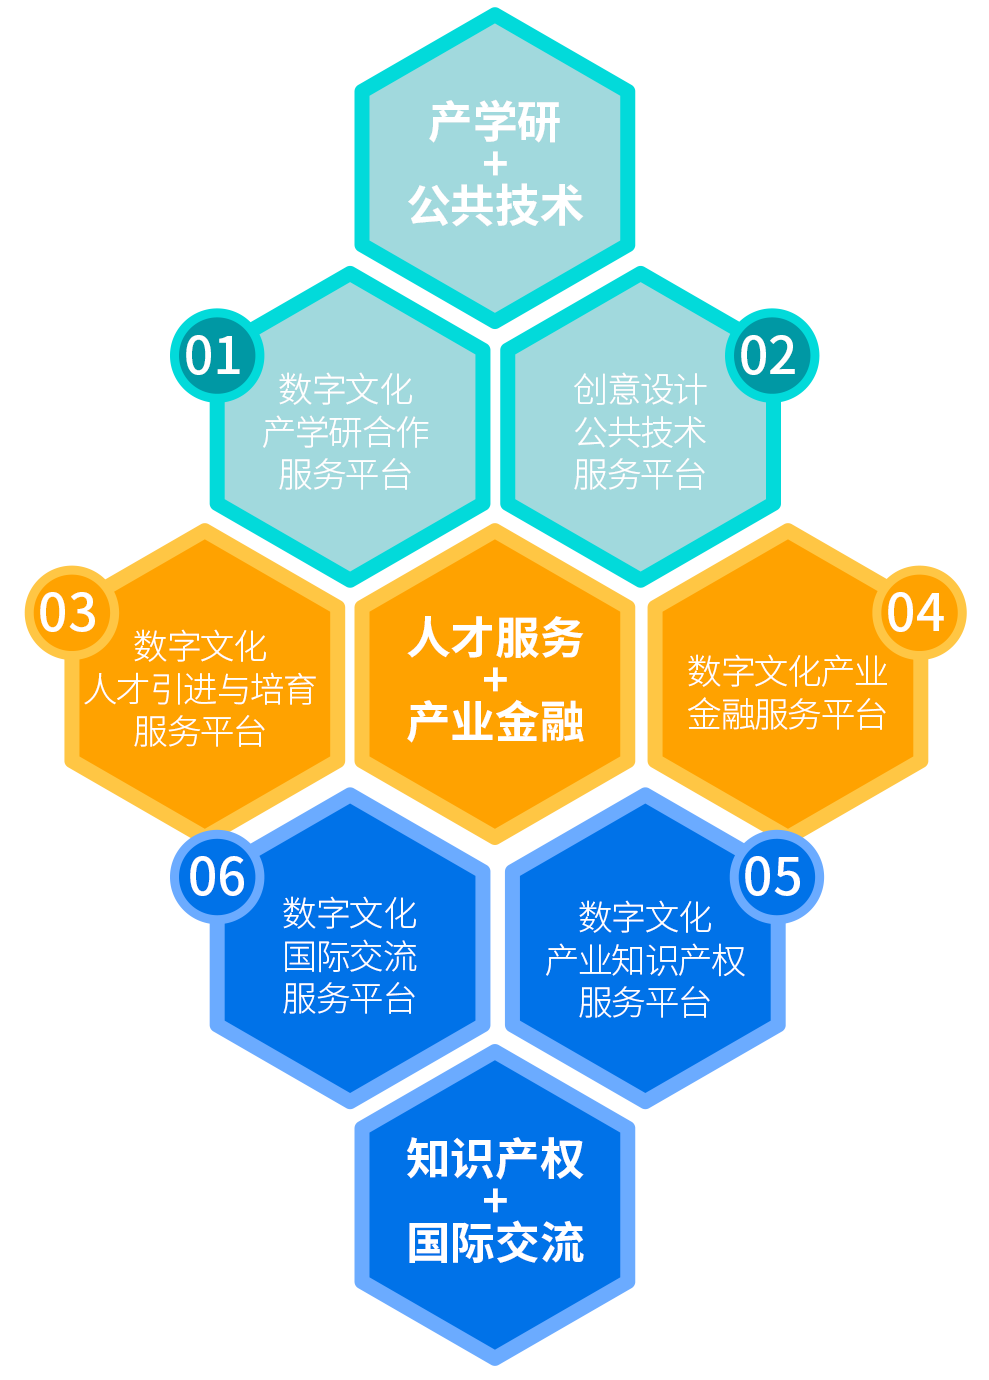 产学研
+
公共技术
01
数字文化
产学研合作
服务平台
02
创意设计
公共技术
服务平台
03
数字文化
人才引进与培育
服务平台
人才服务
+
产业金融
04
数字文化产业
金融服务平台
06
数字文化
国际交流
服务平台
05
数字文化
产业知识产权
服务平台
知识产权
+
国际交流